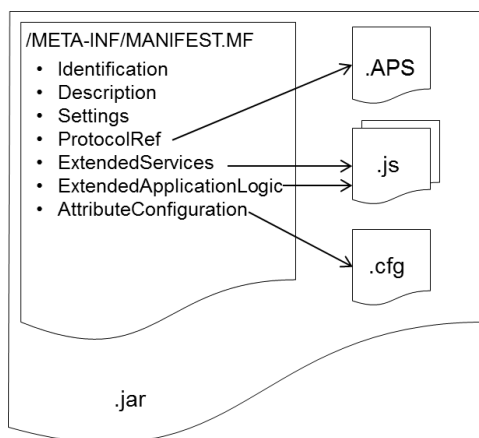 /META-INF/MANIFEST.MF
• Identification
• Description
• Settings
• ProtocolRef
• ExtendedServices
• ExtendedApplicationLogic
• AttributeConfiguration
.APS
.js
.cfg
.jar